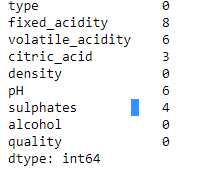 type 0
fixed_acidity 8
volatile_acidity 6
citric_acid 3
density 0
pH 6
sulphates 4
alcohol 0
quality 0
dtype: int64